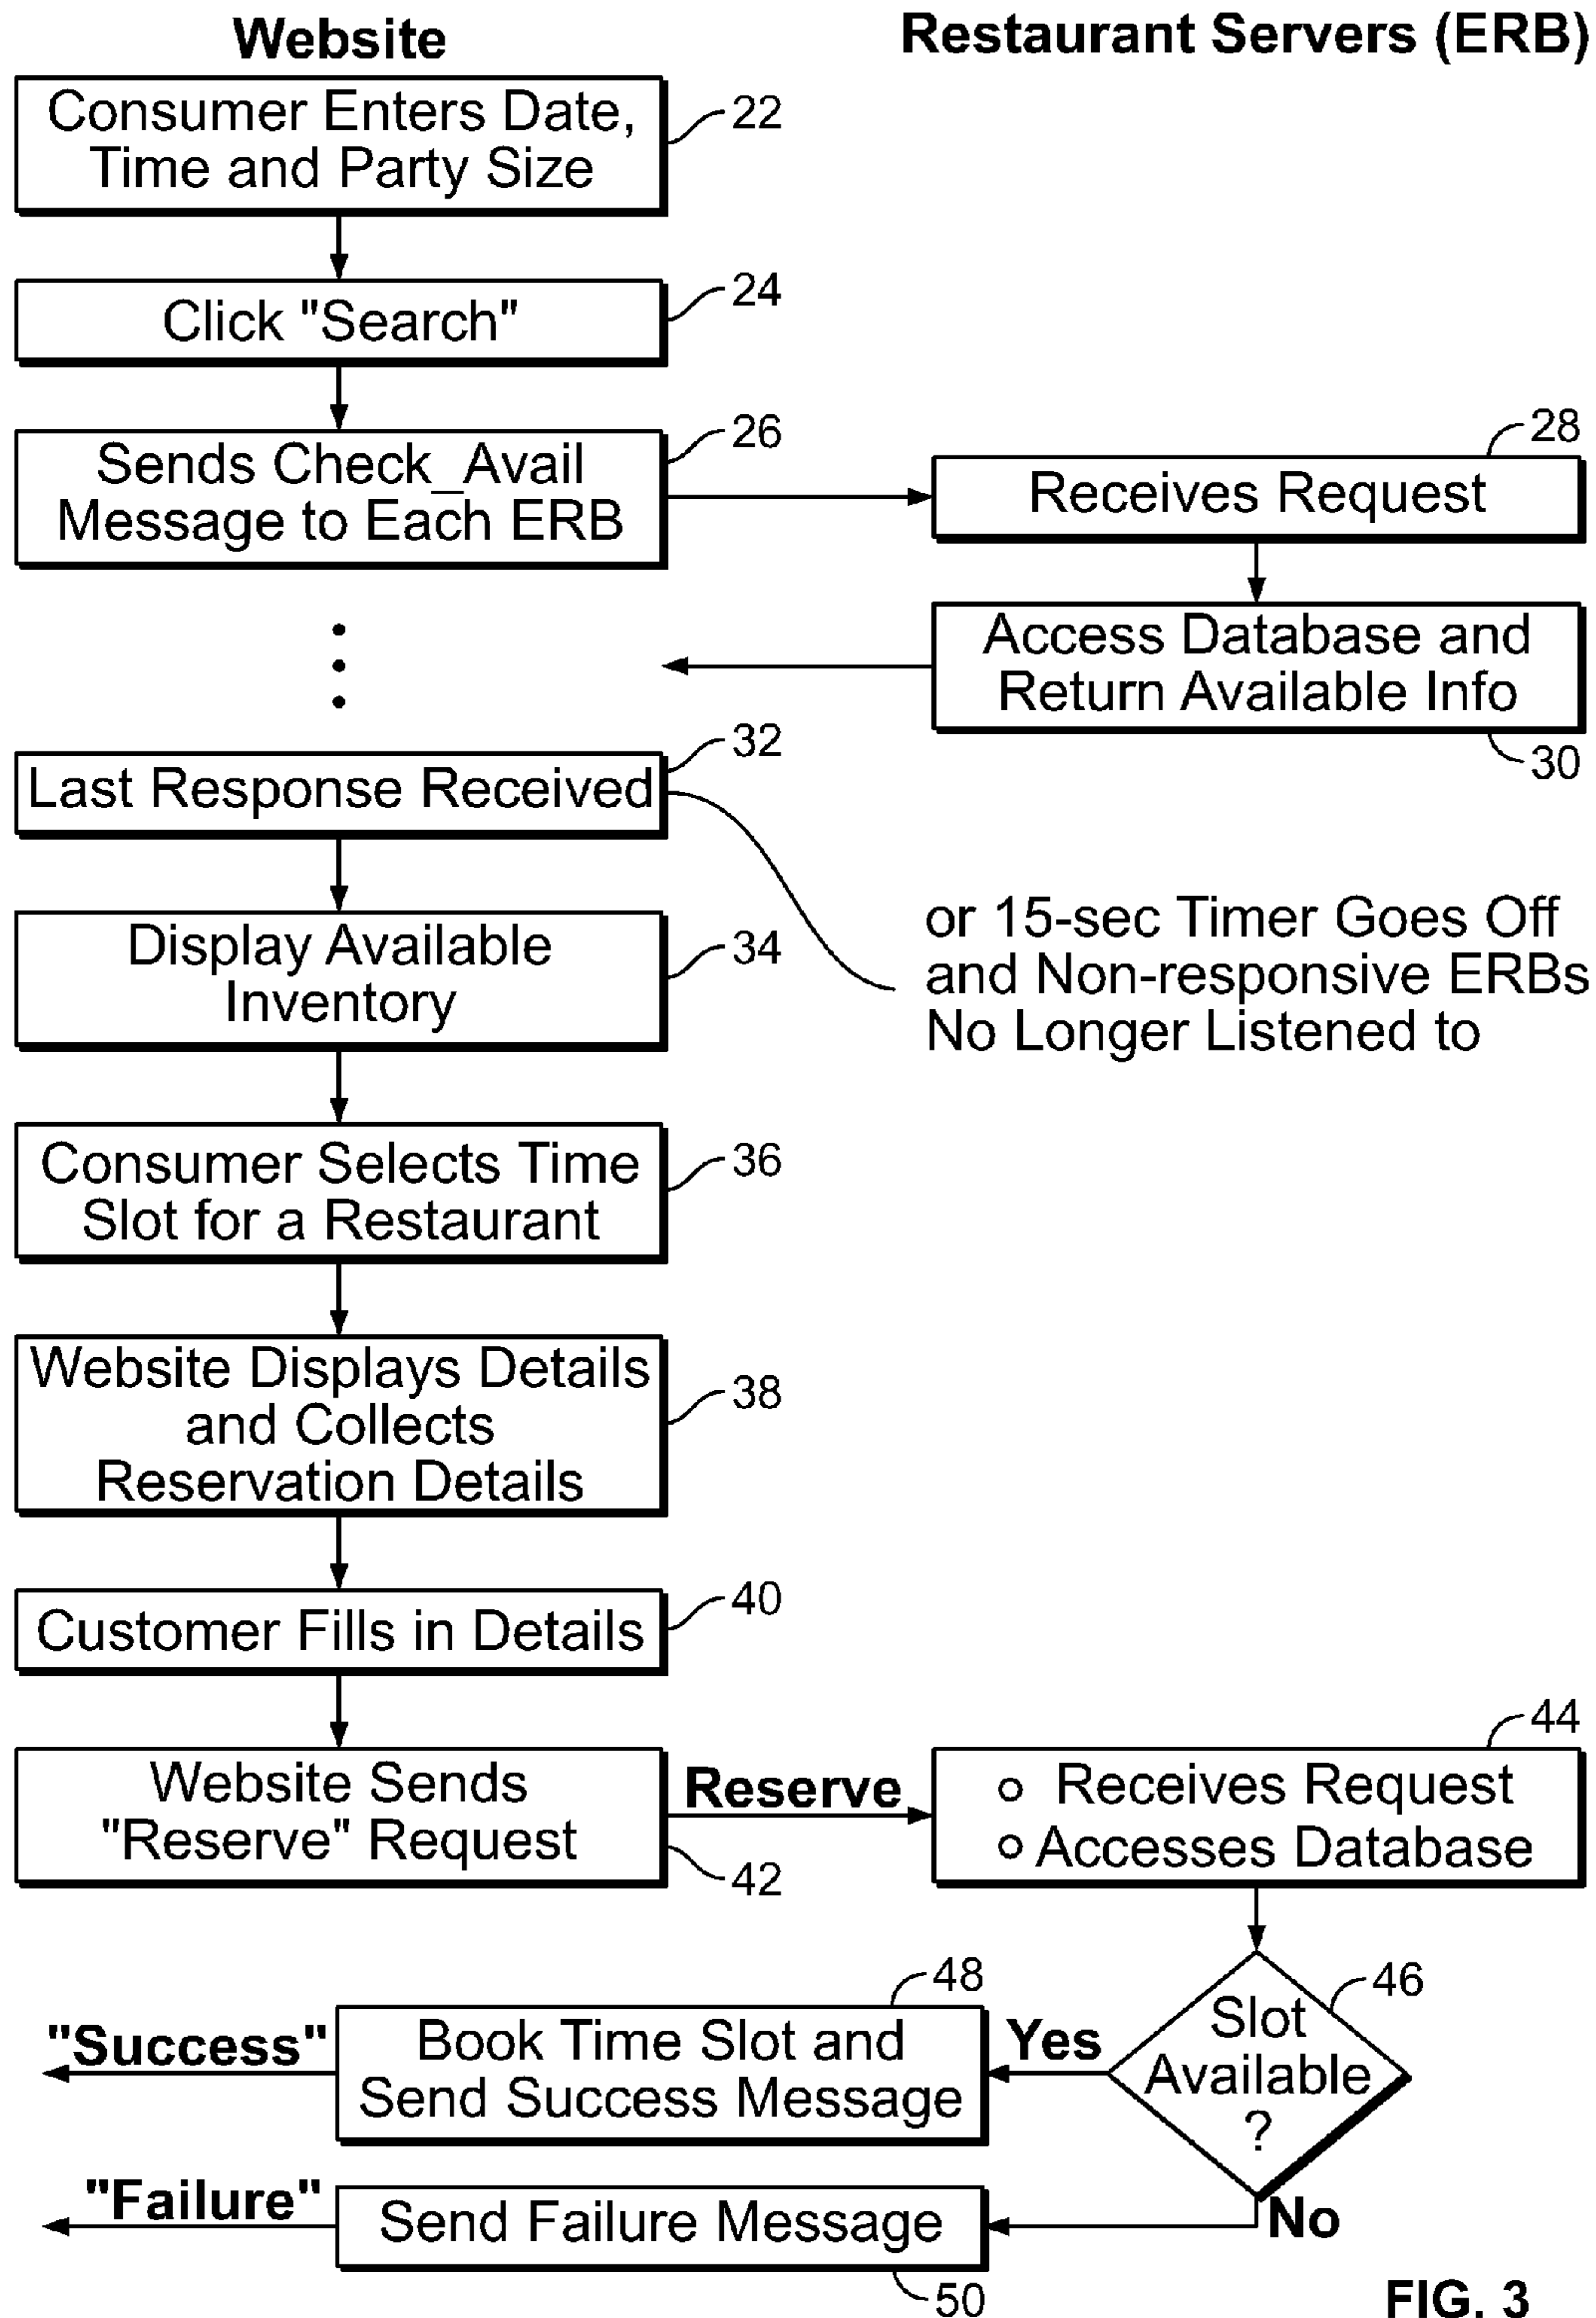 Website
Restaurant Servers (ERB)
Consumer Enters Date,
Time and Party Size
22
Click "Search"
24
Sends Check_Avail
Message to Each ERB
26
Receives Request
28
Access Database and
Return Available Info
30
Last Response Received
32
or 15-sec Timer Goes Off
and Non-responsive ERBs
No Longer Listened to
Display Available
Inventory
34
Consumer Selects Time
Slot for a Restaurant
36
Website Displays Details
and Collects
Reservation Details
38
Customer Fills in Details
40
Website Sends
"Reserve" Request
42
Reserve
44
○ Receives Request
○ Accesses Database
Slot
Available
?
46
Yes
48
Book Time Slot and
Send Success Message
"Success"
No
Send Failure Message
50
"Failure"
FIG. 3